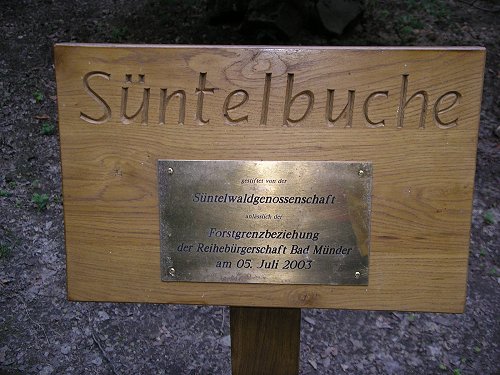 Süntelbuche
gestiftet von der
Süntelwaldgenossenschaft
anlässlich der
Forstgrenzbeziehung
der Reihebürgerschaft Bad Münder
am 05. Juli 2003